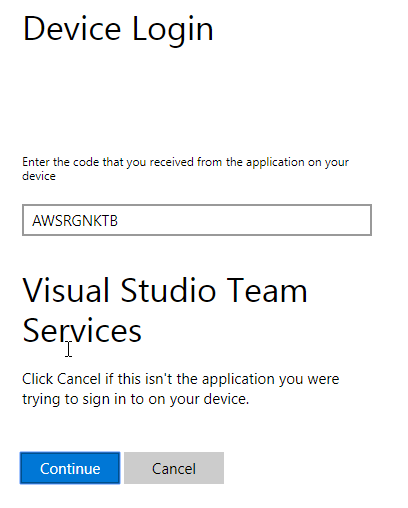 Device Login
Enter the code that you received from the application on your
device
AWSRGNKTB
Visual Studio Team
Services
Click Cancel if this isn't the application you were
trying to sign in to on your device.
Continue Cancel